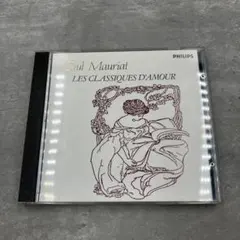 Paul Mauriat
PHILIPS
LES CLASSIQUES D'AMOUR